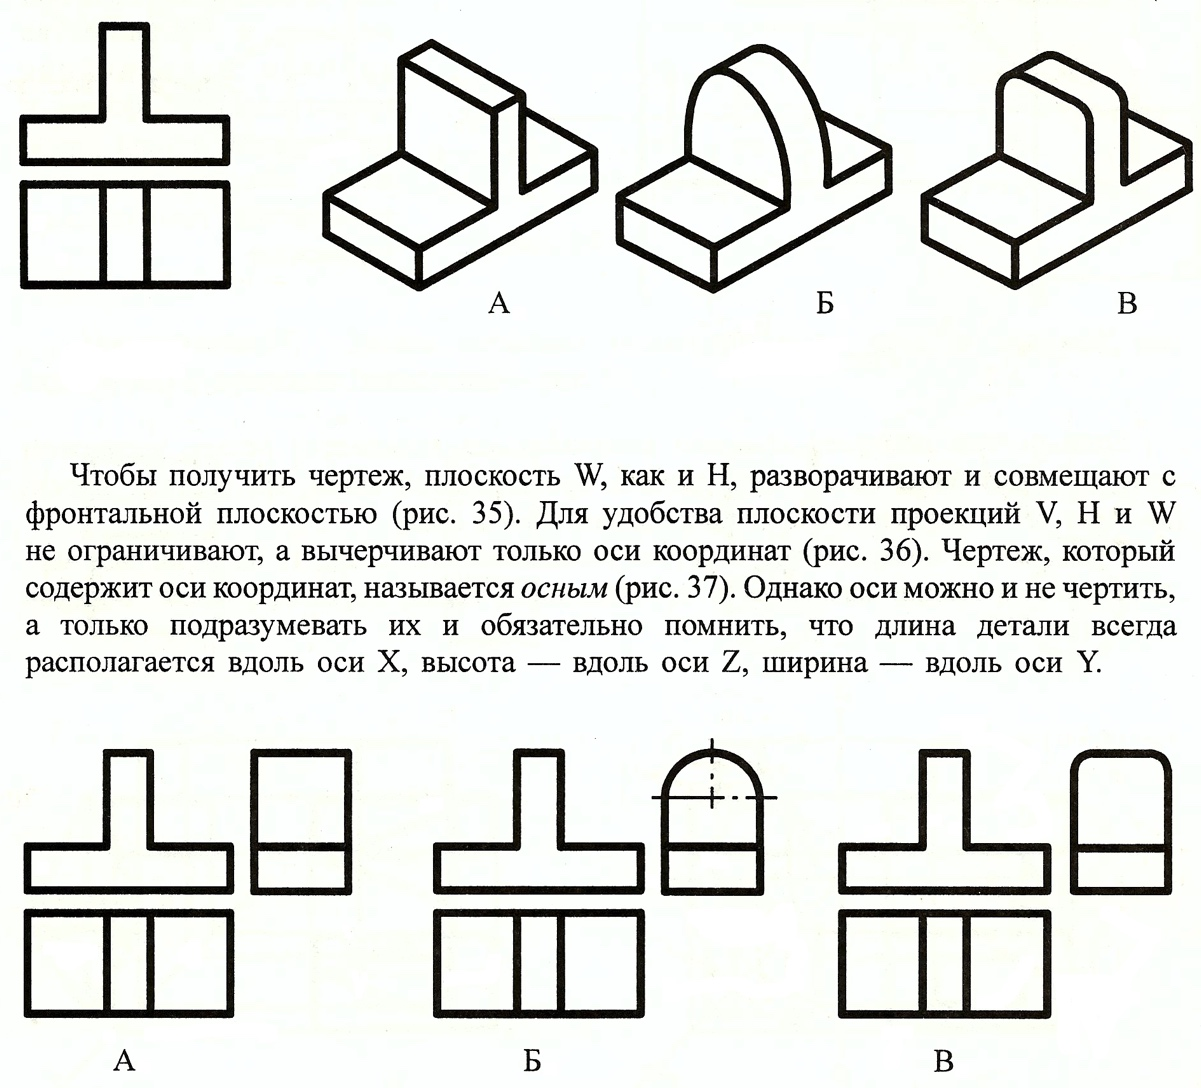 А Б В
Чтобы получить чертеж, плоскость W, как и H, разворачивают и совмещают с
фронтальной плоскостью (рис. 35). Для удобства плоскости проекций V, H и W
не ограничивают, а вычерчивают только оси координат (рис. 36). Чертеж, который
содержит оси координат, называется осным (рис. 37). Однако оси можно и не чертить,
а только подразумевать их и обязательно помнить, что длина детали всегда
располагается вдоль оси X, высота — вдоль оси Z, ширина — вдоль оси Y.
А Б В